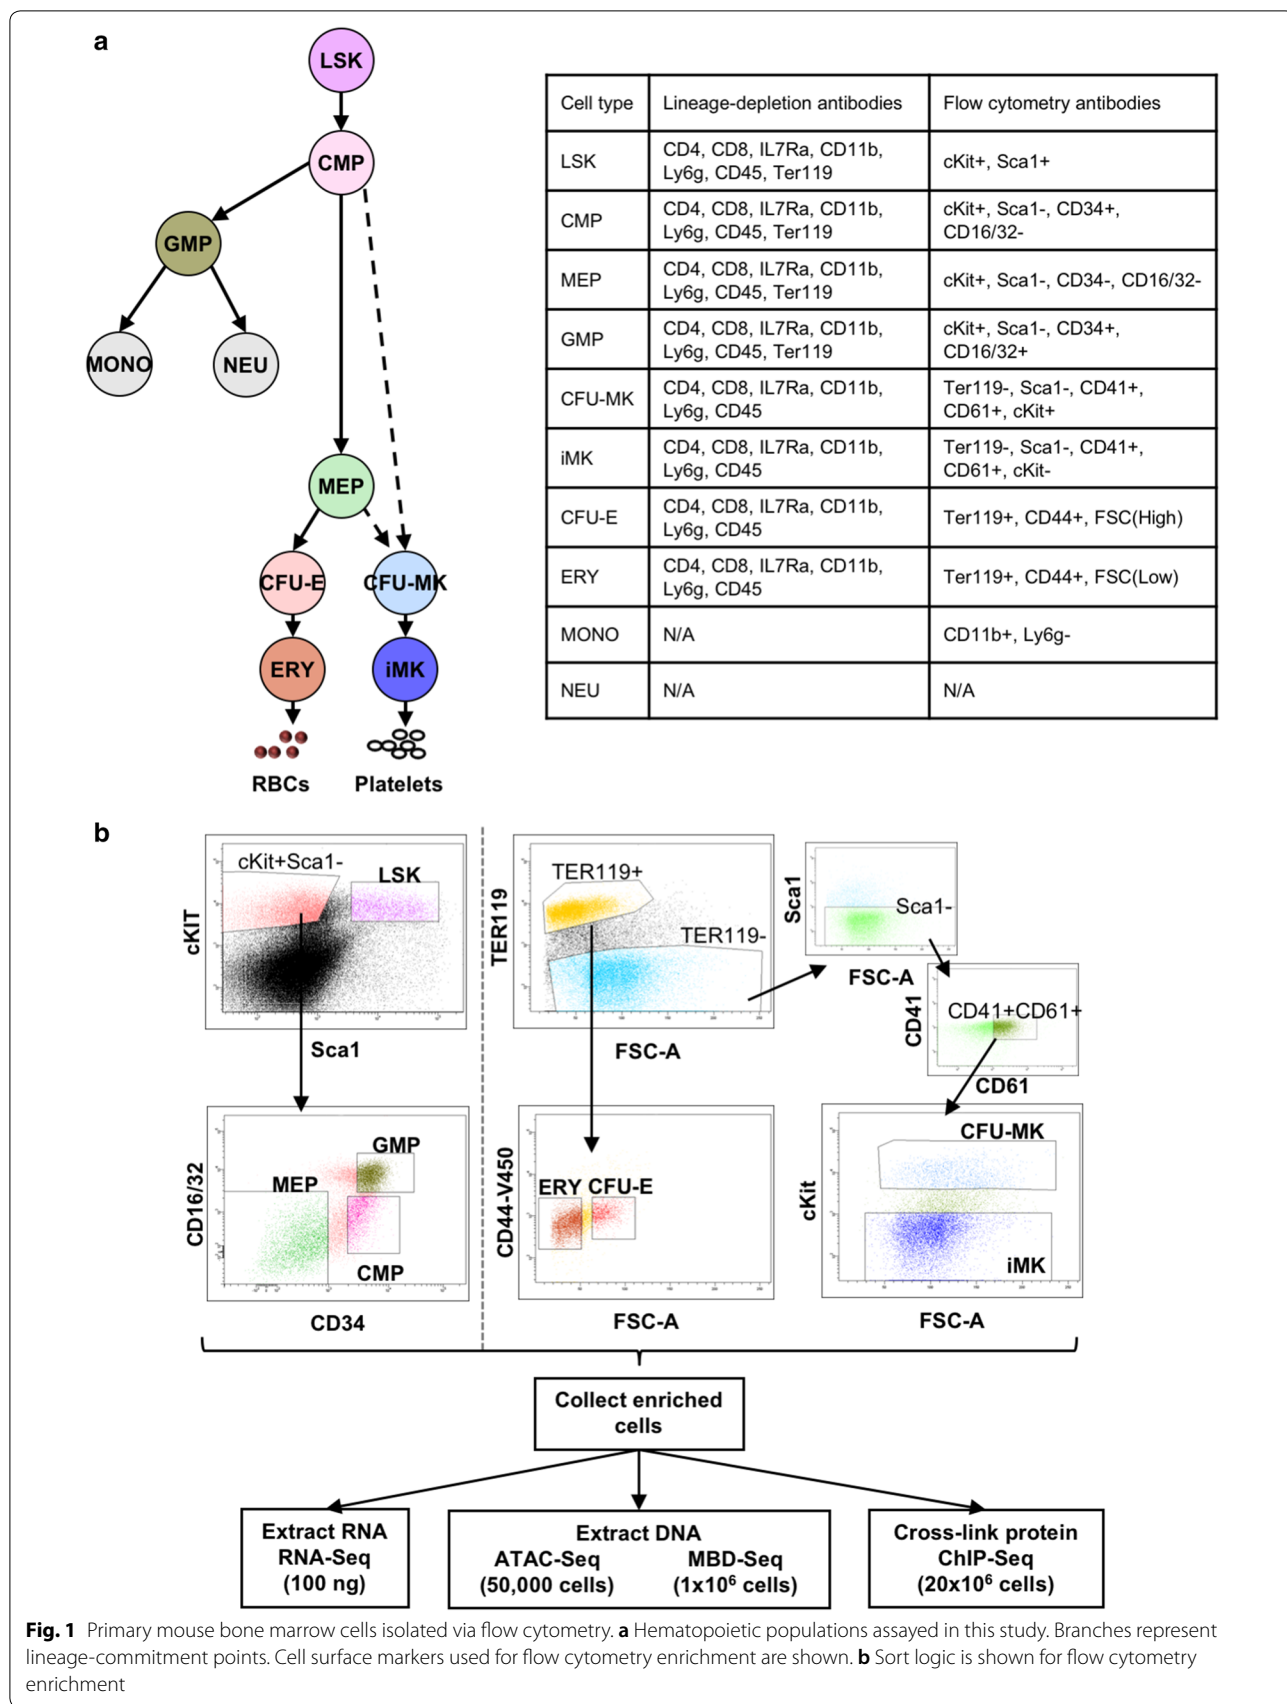 a
LSK
CMP
GMP
MONO
NEU
MEP
CFU-E
CFU-MK
ERY
iMK
RBCs
Platelets
Cell type
Lineage-depletion antibodies
Flow cytometry antibodies
LSK
CD4, CD8, IL7Ra, CD11b,
Ly6g, CD45, Ter119
cKit+, Sca1+
CMP
CD4, CD8, IL7Ra, CD11b,
Ly6g, CD45, Ter119
cKit+, Sca1-, CD34+,
CD16/32-
MEP
CD4, CD8, IL7Ra, CD11b,
Ly6g, CD45, Ter119
cKit+, Sca1-, CD34-, CD16/32-
GMP
CD4, CD8, IL7Ra, CD11b,
Ly6g, CD45, Ter119
cKit+, Sca1-, CD34+,
CD16/32+
CFU-MK
CD4, CD8, IL7Ra, CD11b,
Ly6g, CD45
Ter119-, Sca1-, CD41+,
CD61+, cKit+
iMK
CD4, CD8, IL7Ra, CD11b,
Ly6g, CD45
Ter119-, Sca1-, CD41+,
CD61+, cKit-
CFU-E
CD4, CD8, IL7Ra, CD11b,
Ly6g, CD45
Ter119+, CD44+, FSC(High)
ERY
CD4, CD8, IL7Ra, CD11b,
Ly6g, CD45
Ter119+, CD44+, FSC(Low)
MONO
N/A
CD11b+, Ly6g-
NEU
N/A
N/A
b
cKit+Sca1-
LSK
cKIT
Sca1
TER119+
TER119-
TER119
FSC-A
Sca1
Sca1-
FSC-A
CD41
CD41+CD61+
CD61
CD16/32
GMP
MEP
CMP
CD34
CD44-V450
ERY
CFU-E
FSC-A
cKit
CFU-MK
iMK
FSC-A
Collect enriched
cells
Extract RNA
RNA-Seq
(100 ng)
Extract DNA
ATAC-Seq
(50,000 cells)
MBD-Seq
(1x10⁶ cells)
Cross-link protein
ChIP-Seq
(20x10⁶ cells)
Fig. 1 Primary mouse bone marrow cells isolated via flow cytometry. a Hematopoietic populations assayed in this study. Branches represent
lineage-commitment points. Cell surface markers used for flow cytometry enrichment are shown. b Sort logic is shown for flow cytometry
enrichment